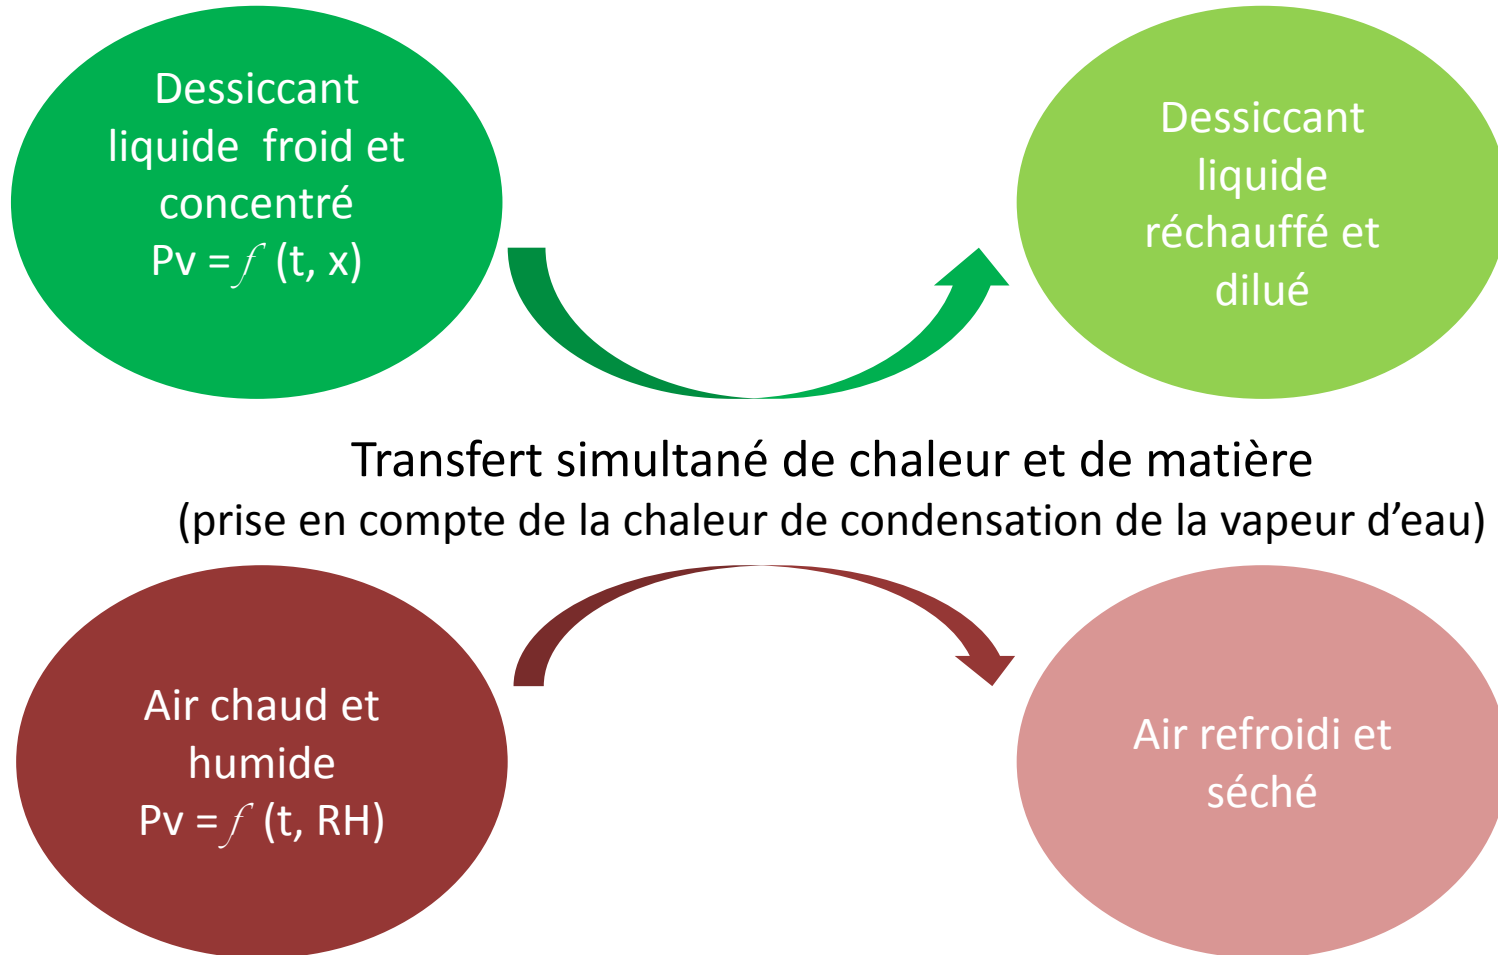 Dessiccant
liquide froid et
concentré
Pv = f (t, x)
Dessiccant
liquide
réchauffé et
dilué
Transfert simultané de chaleur et de matière
(prise en compte de la chaleur de condensation de la vapeur d’eau)
Air chaud et
humide
Pv = f (t, RH)
Air refroidi et
séché